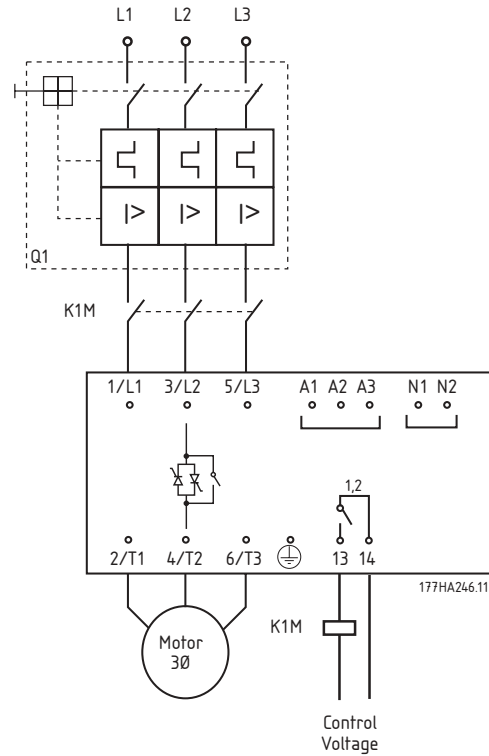 L1 L2 L3
I> I> I>
Q1
K1M
1/L1 3/L2 5/L3 A1 A2 A3 N1 N2
1,2
2/T1 4/T2 6/T3 13 14
177HA246.11
Motor
3Ø
K1M
Control
Voltage